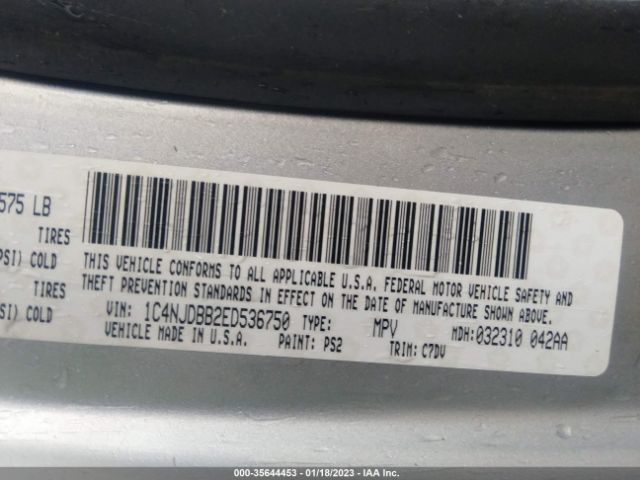 575 LB
TIRES
PSI) COLD
TIRES
SI) COLD
THIS VEHICLE CONFORMS TO ALL APPLICABLE U.S.A. FEDERAL MOTOR VEHICLE SAFETY AND
THEFT PREVENTION STANDARDS IN EFFECT ON THE DATE OF MANUFACTURE SHOWN ABOVE.
VIN: 1C4NJDBB2ED536750 TYPE: MPV MDH:032310 042AA
VEHICLE MADE IN U.S.A. PAINT: PS2 TRIM: C7DV
000-35644453 - 01/18/2023 - IAA Inc.